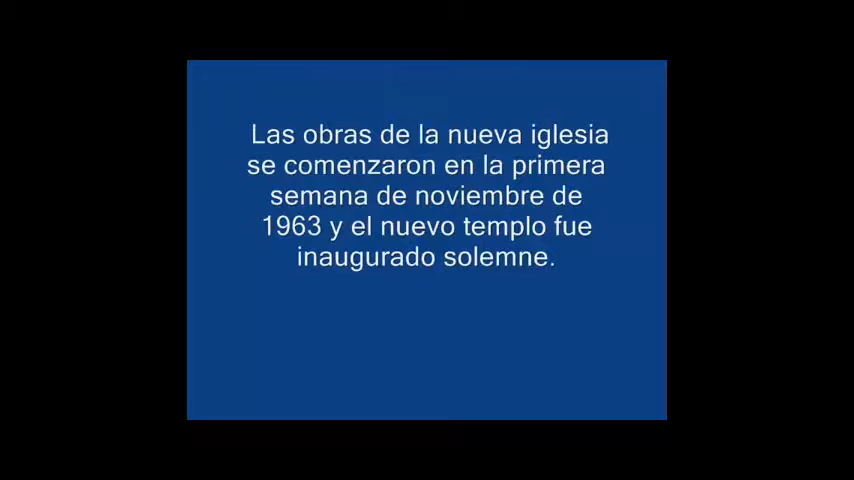 Las obras de la nueva iglesia
se comenzaron en la primera
semana de noviembre de
1963 y el nuevo templo fue
inaugurado solemne.